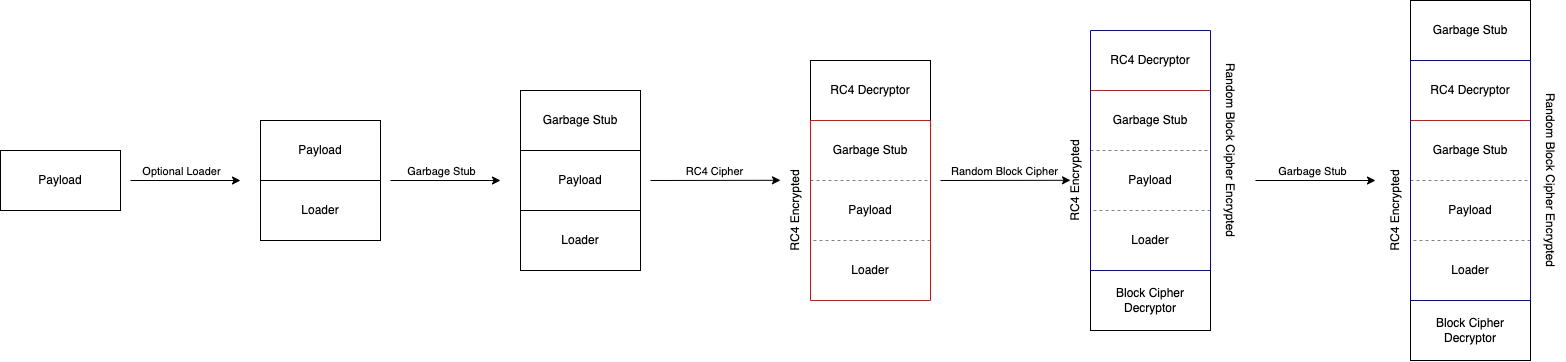 Payload
Optional Loader
Payload
Loader
Garbage Stub
Garbage Stub
Payload
Loader
RC4 Cipher
RC4 Encrypted
RC4 Decryptor
Garbage Stub
Payload
Loader
Random Block Cipher
RC4 Encrypted
RC4 Decryptor
Garbage Stub
Payload
Loader
Block Cipher
Decryptor
Random Block Cipher Encrypted
Garbage Stub
RC4 Encrypted
Garbage Stub
RC4 Decryptor
Garbage Stub
Payload
Loader
Block Cipher
Decryptor
Random Block Cipher Encrypted